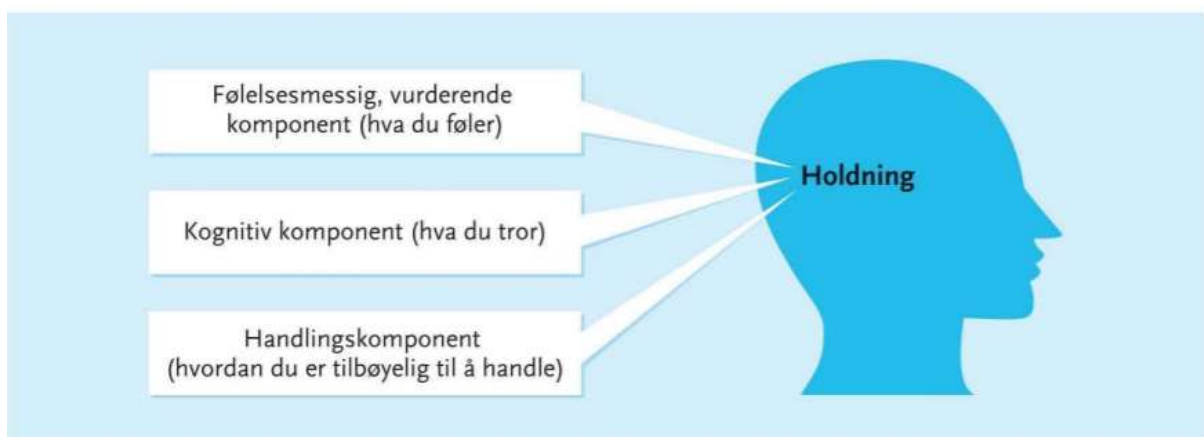 Følelsesmessig, vurderende
komponent (hva du føler)
Holdning
Kognitiv komponent (hva du tror)
Handlingskomponent
(hvordan du er tilbøyelig til å handle)